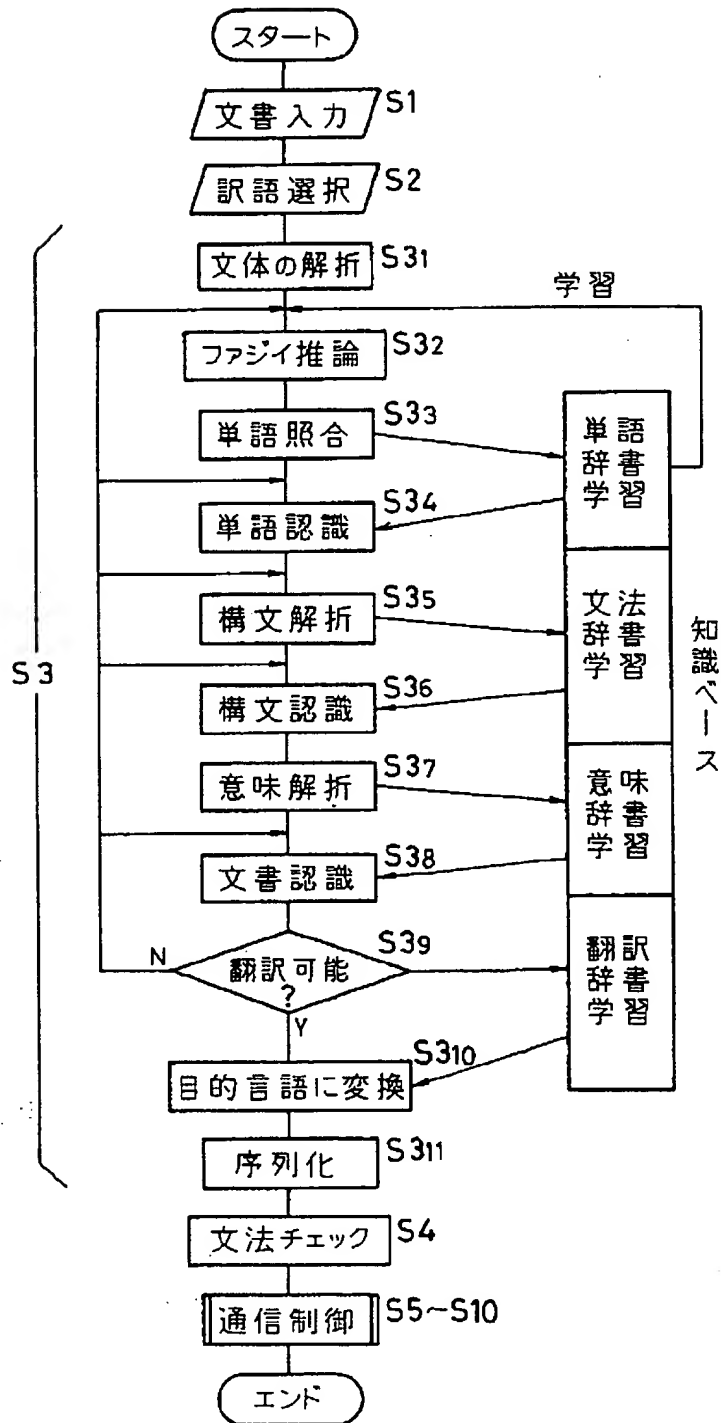 スタート
文書入力 S1
訳語選択 S2
文体の解折 S31
学習
ファジイ推論 S32
単語照合 S33
単語辞書学習
単語認識 S34
構文解折 S35
文法辞書学習
構文認識 S36
知識ベース
S3
意味解折 S37
意味辞書学習
文書認識 S38
翻訳可能? S39
N
Y
翻訳辞書学習
目的言語に変換 S310
序列化 S311
文法チェック S4
通信制御 S5~S10
エンド